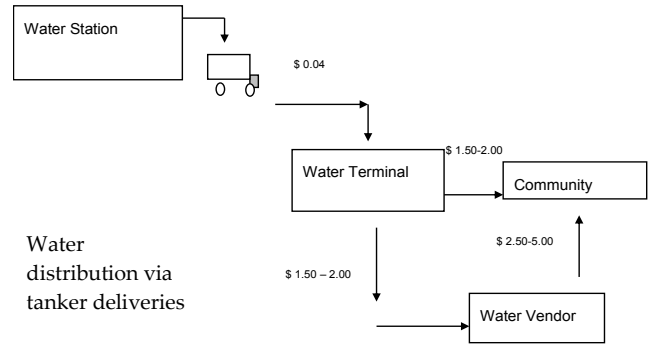 Water Station
$ 0.04
$ 1.50-2.00
Water Terminal
Community
$ 2.50-5.00
Water
distribution via
tanker deliveries
$ 1.50 – 2.00
Water Vendor